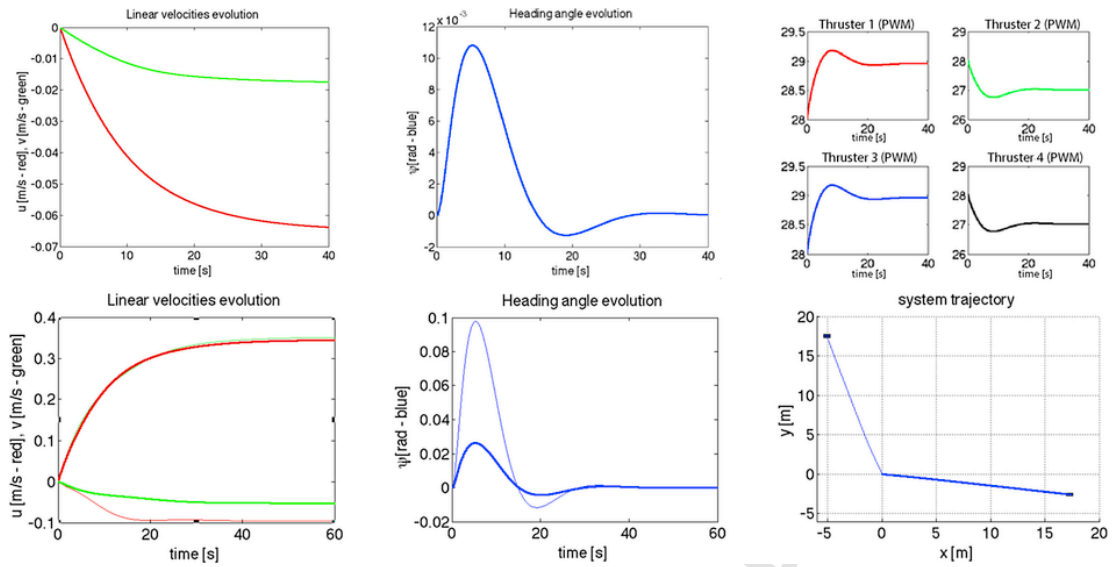 Linear velocities evolution
u [m/s - red], v [m/s - green]
0
-0.01
-0.02
-0.03
-0.04
-0.05
-0.06
-0.07
0 10 20 30 40
time [s]
Heading angle evolution
x 10⁻³
ψ[rad - blue]
12
10
8
6
4
2
0
-2
0 10 20 30 40
time [s]
Thruster 1 (PWM)
29.5
29
28.5
28
0 20 40
time [s]
Thruster 2 (PWM)
29
28
27
26
0 20 40
time [s]
Thruster 3 (PWM)
29.5
29
28.5
28
0 20 40
time [s]
Thruster 4 (PWM)
29
28
27
26
0 20 40
time [s]
Linear velocities evolution
u [m/s - red], v [m/s - green]
0.4
0.3
0.2
0.1
0
-0.1
0 20 40 60
time [s]
Heading angle evolution
ψ[rad - blue]
0.1
0.08
0.06
0.04
0.02
0
-0.02
0 20 40 60
time [s]
system trajectory
y [m]
20
15
10
5
0
-5
-5 0 5 10 15 20
x [m]